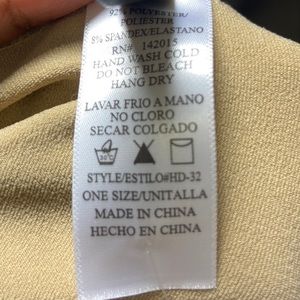 92% POLYESTER/
POLIESTER
8% SPANDEX/ELASTANO
RN# 142015
HAND WASH COLD
DO NOT BLEACH
HANG DRY
LAVAR FRIO A MANO
NO CLORO
SECAR COLGADO
30°C
STYLE/ESTILO#HD-32
ONE SIZE/UNITALLA
MADE IN CHINA
HECHO EN CHINA